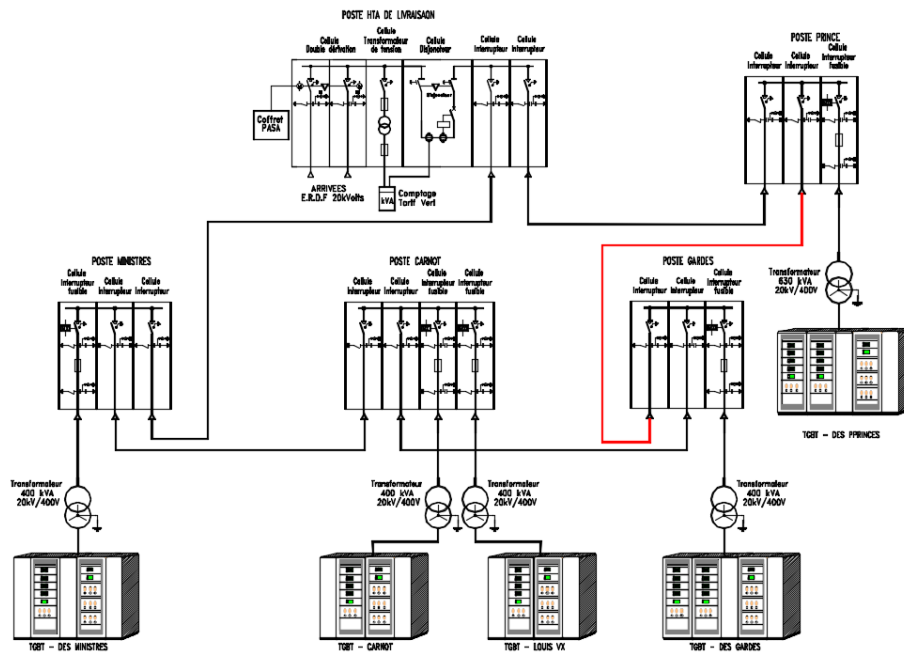 POSTE HTA DE LIVRAISAON
Cellule
Double dérivation
Cellule
Transformateur
de tension
Cellule
Disjoncteur
Cellule
Interrupteur
Cellule
Interrupteur
Disjoncteur
Coffret
PASA
ARRIVEES
E.R.D.F 20kVolts
kVA
Comptage
Tarif Vert
POSTE PRINCE
Cellule
Interrupteur
Cellule
Interrupteur
Cellule
Interrupteur
fusible
Transformateur
630 kVA
20kV/400V
TGBT - DES PPRINCES
POSTE MINISTRES
Cellule
Interrupteur
fusible
Cellule
Interrupteur
Cellule
Interrupteur
POSTE CARNOT
Cellule
Interrupteur
Cellule
Interrupteur
Cellule
Interrupteur
fusible
Cellule
Interrupteur
fusible
POSTE GARDES
Cellule
Interrupteur
Cellule
Interrupteur
Cellule
Interrupteur
fusible
Transformateur
400 kVA
20kV/400V
Transformateur
400 kVA
20kV/400V
Transformateur
400 kVA
20kV/400V
Transformateur
400 kVA
20kV/400V
TGBT - DES MINISTRES
TGBT - CARNOT
TGBT - LOUIS VX
TGBT - DES GARDES